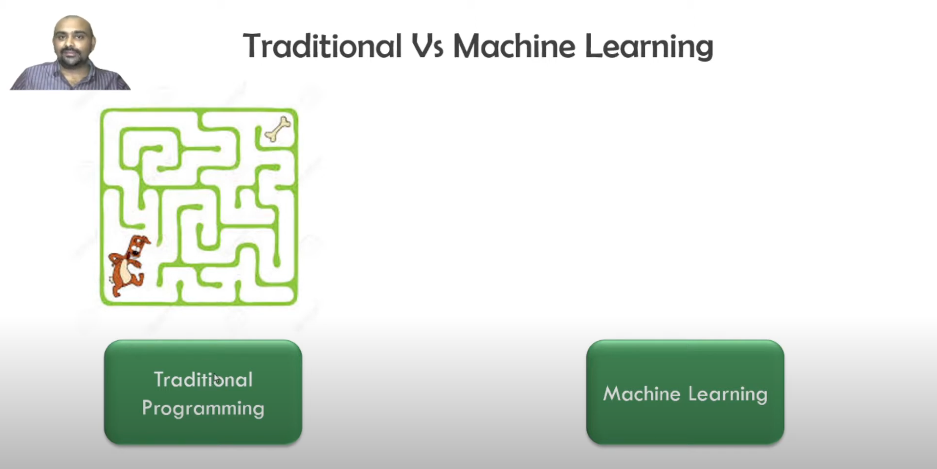 Traditional Vs Machine Learning
Traditional
Programming
Machine Learning